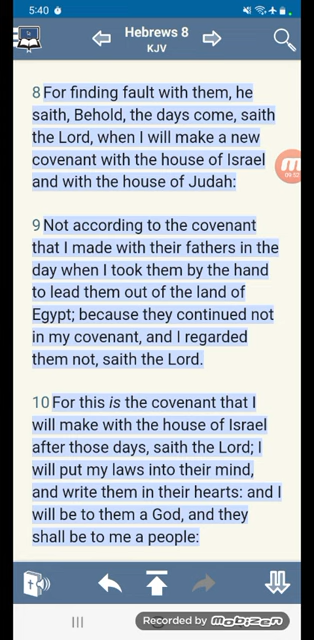 5:40
Hebrews 8
KJV
8 For finding fault with them, he
saith, Behold, the days come, saith
the Lord, when I will make a new
covenant with the house of Israel
and with the house of Judah:
9 Not according to the covenant
that I made with their fathers in the
day when I took them by the hand
to lead them out of the land of
Egypt; because they continued not
in my covenant, and I regarded
them not, saith the Lord.
10 For this is the covenant that I
will make with the house of Israel
after those days, saith the Lord; I
will put my laws into their mind,
and write them in their hearts: and I
will be to them a God, and they
shall be to me a people:
Recorded by Mobizen